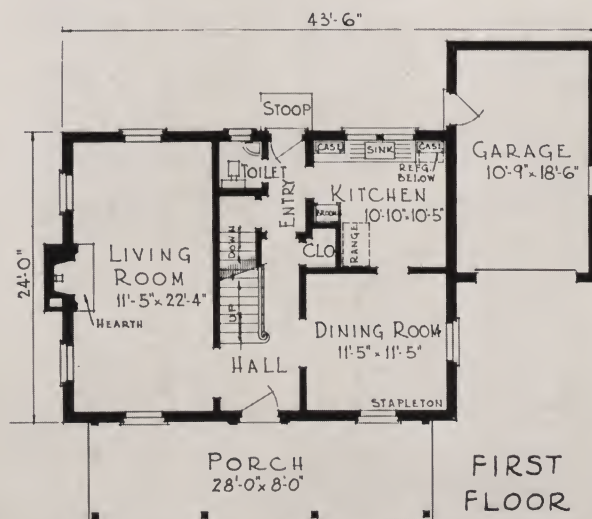 43'-6"
STOOP
CAS'L
SINK
CAS'L
REFG.
BELOW
GARAGE
10'-9" x 18'-6"
TOILET
ENTRY
KITCHEN
10'-10" x 10'-5"
BROOM
24'-0"
DOWN
CLO
RANGE
LIVING
ROOM
11'-5" x 22'-4"
UP
HEARTH
DINING ROOM
11'-5" x 11'-5"
HALL
STAPLETON
PORCH
28'-0" x 8'-0"
FIRST
FLOOR